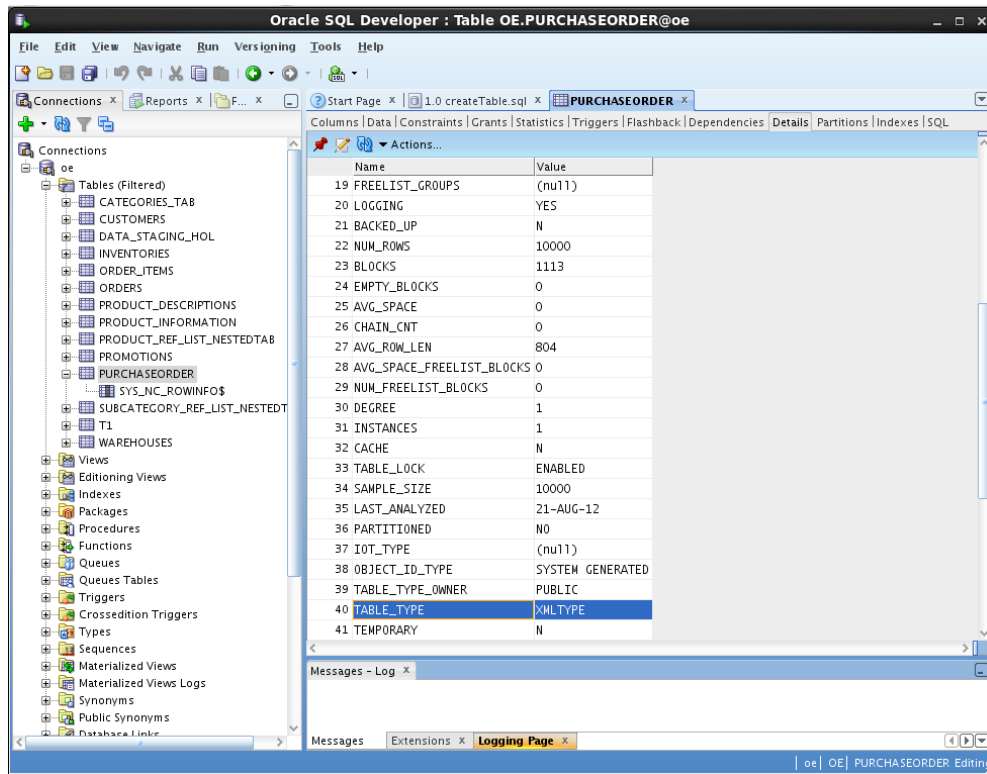 Oracle SQL Developer : Table OE.PURCHASEORDER@oe
File Edit View Navigate Run Versioning Tools Help
SQL
Connections x Reports x F... x
Start Page x 1.0 createTable.sql x PURCHASEORDER x
Columns | Data | Constraints | Grants | Statistics | Triggers | Flashback | Dependencies Details Partitions | Indexes | SQL
Actions...
Connections
oe
Tables (Filtered)
CATEGORIES_TAB
CUSTOMERS
DATA_STAGING_HOL
INVENTORIES
ORDER_ITEMS
ORDERS
PRODUCT_DESCRIPTIONS
PRODUCT_INFORMATION
PRODUCT_REF_LIST_NESTEDTAB
PROMOTIONS
PURCHASEORDER
SYS_NC_ROWINFO$
SUBCATEGORY_REF_LIST_NESTEDT
T1
WAREHOUSES
Views
Editioning Views
Indexes
Packages
Procedures
Functions
Queues
Queues Tables
Triggers
Crossedition Triggers
Types
Sequences
Materialized Views
Materialized Views Logs
Synonyms
Public Synonyms
Database Links
Name Value
19 FREELIST_GROUPS (null)
20 LOGGING YES
21 BACKED_UP N
22 NUM_ROWS 10000
23 BLOCKS 1113
24 EMPTY_BLOCKS 0
25 AVG_SPACE 0
26 CHAIN_CNT 0
27 AVG_ROW_LEN 804
28 AVG_SPACE_FREELIST_BLOCKS 0
29 NUM_FREELIST_BLOCKS 0
30 DEGREE 1
31 INSTANCES 1
32 CACHE N
33 TABLE_LOCK ENABLED
34 SAMPLE_SIZE 10000
35 LAST_ANALYZED 21-AUG-12
36 PARTITIONED NO
37 IOT_TYPE (null)
38 OBJECT_ID_TYPE SYSTEM GENERATED
39 TABLE_TYPE_OWNER PUBLIC
40 TABLE_TYPE XMLTYPE
41 TEMPORARY N
Messages - Log x
Messages Extensions x Logging Page x
oe | OE | PURCHASEORDER Editing